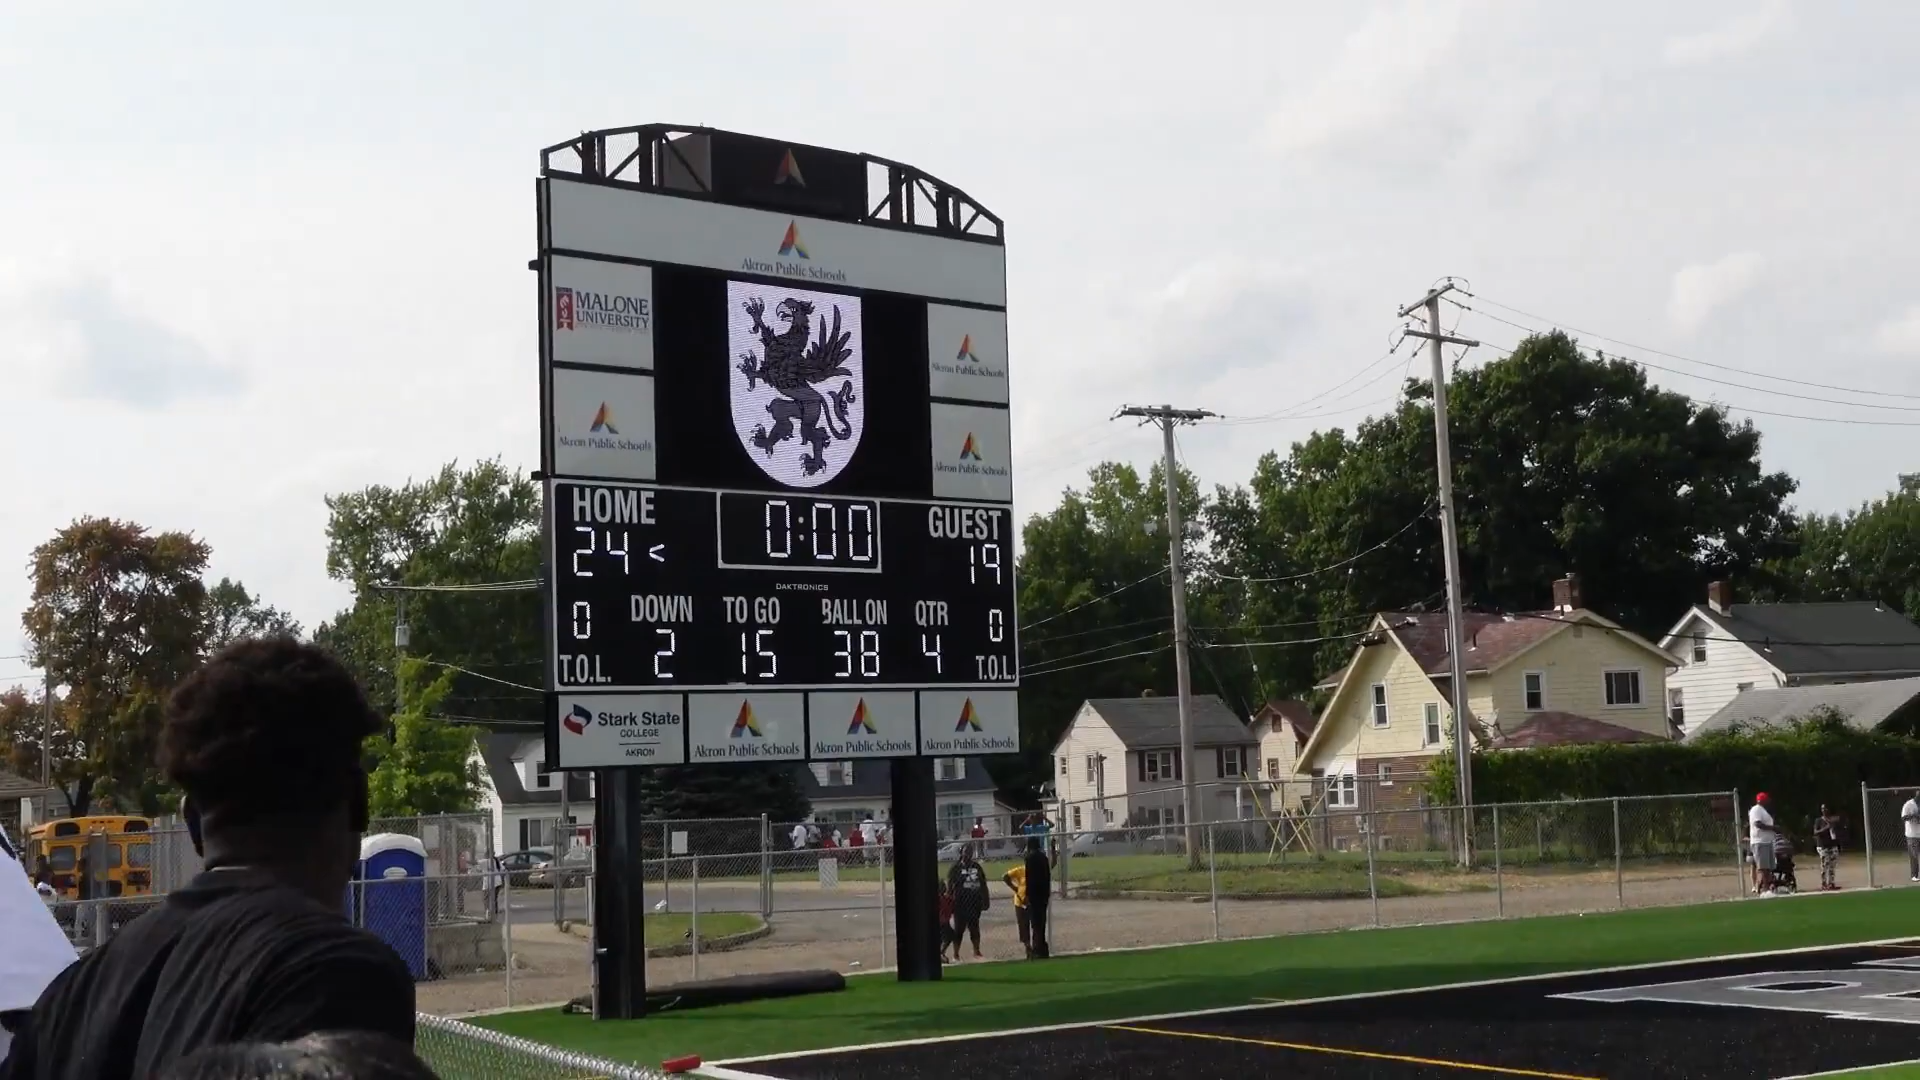 Akron Public Schools
MALONE
UNIVERSITY
Akron Public Schools
Akron Public Schools
Akron Public Schools
HOME 0:00 GUEST
24 < 19
DAKTRONICS
0 DOWN TO GO BALL ON QTR 0
T.O.L. 2 15 38 4 T.O.L.
Stark State
COLLEGE
AKRON
Akron Public Schools
Akron Public Schools
Akron Public Schools